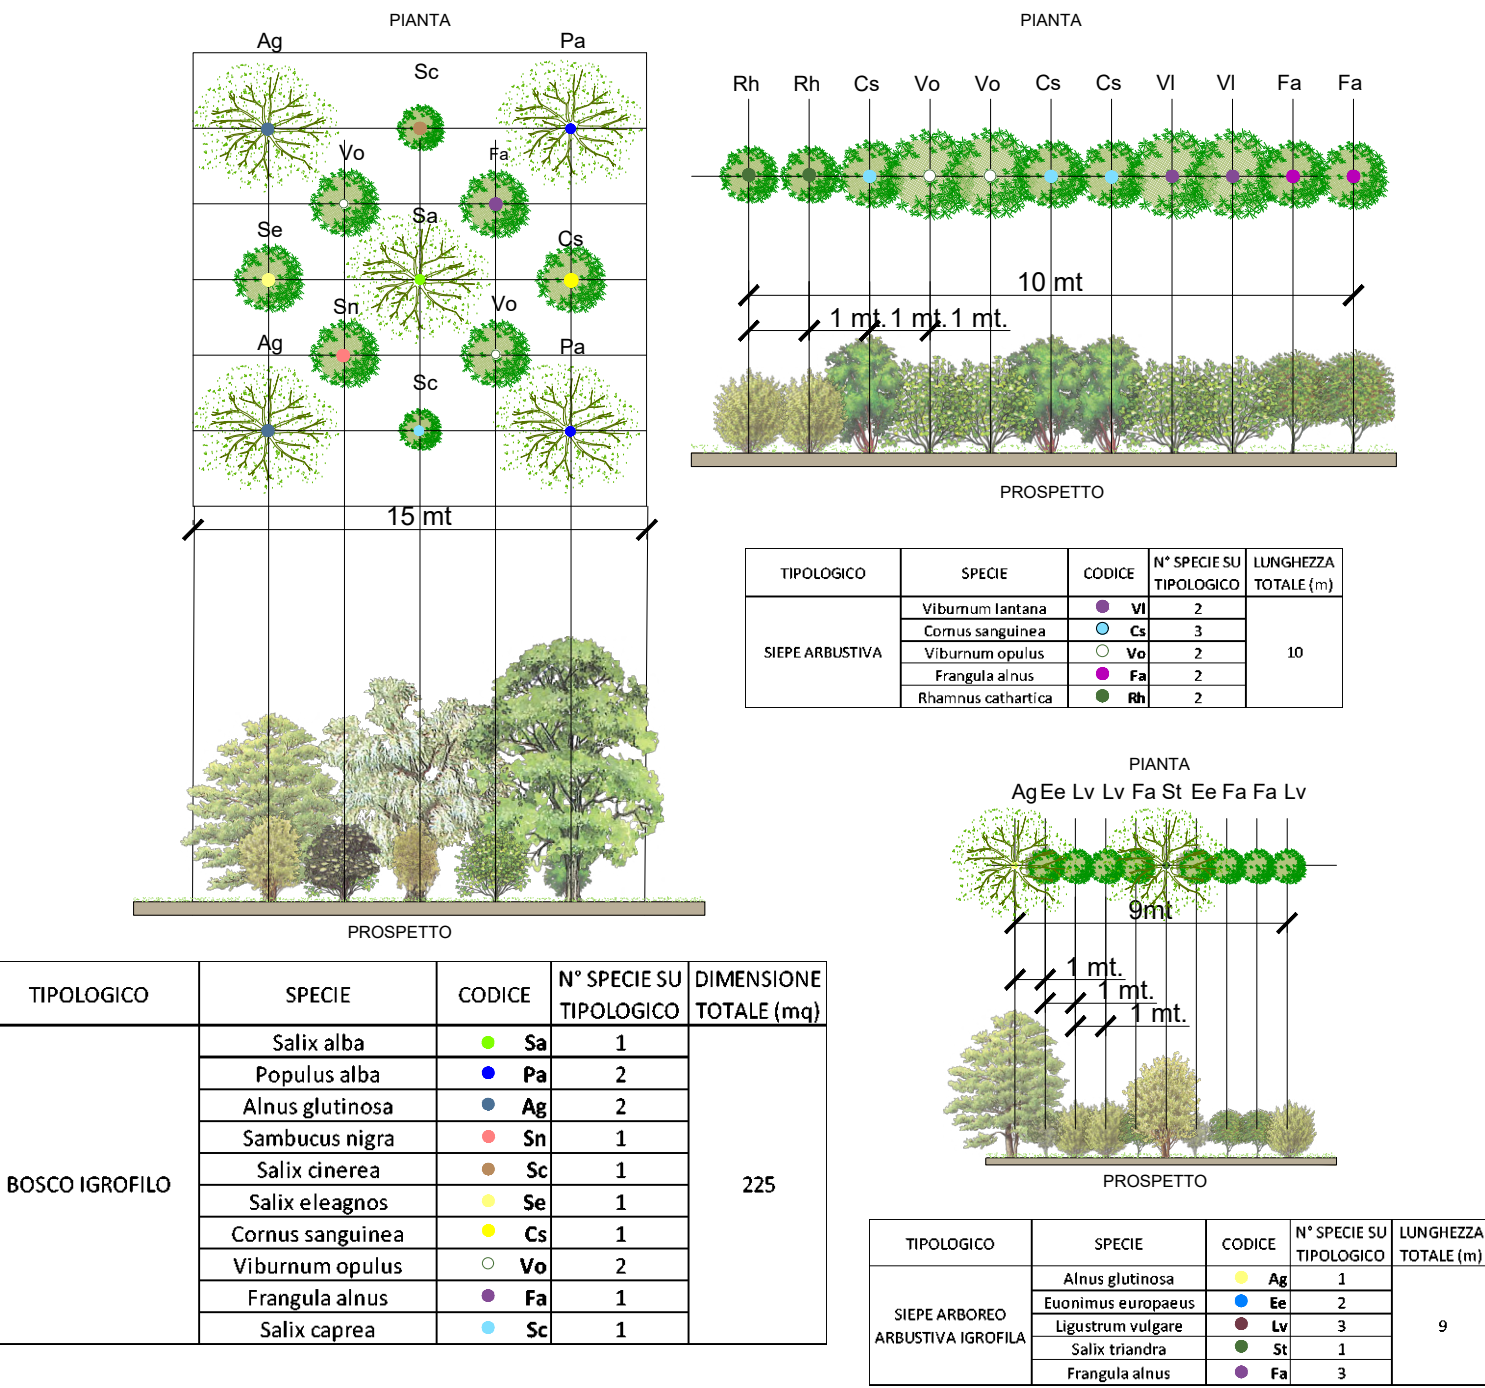 PIANTA
Ag
Pa
Sc
Vo
Fa
Sa
Se
Cs
Sn
Vo
Ag
Pa
Sc
15 mt
PROSPETTO
TIPOLOGICO SPECIE CODICE N° SPECIE SU TIPOLOGICO DIMENSIONE TOTALE (mq)
BOSCO IGROFILO 225
Salix alba Sa 1
Populus alba Pa 2
Alnus glutinosa Ag 2
Sambucus nigra Sn 1
Salix cinerea Sc 1
Salix eleagnos Se 1
Cornus sanguinea Cs 1
Viburnum opulus Vo 2
Frangula alnus Fa 1
Salix caprea Sc 1
PIANTA
Rh Rh Cs Vo Vo Cs Cs Vl Vl Fa Fa
10 mt
1 mt. 1 mt. 1 mt.
PROSPETTO
TIPOLOGICO SPECIE CODICE N° SPECIE SU TIPOLOGICO LUNGHEZZA TOTALE (m)
SIEPE ARBUSTIVA 10
Viburnum lantana Vl 2
Cornus sanguinea Cs 3
Viburnum opulus Vo 2
Frangula alnus Fa 2
Rhamnus cathartica Rh 2
PIANTA
Ag Ee Lv Lv Fa St Ee Fa Fa Lv
9mt
1 mt.
1 mt.
1 mt.
PROSPETTO
TIPOLOGICO SPECIE CODICE N° SPECIE SU TIPOLOGICO LUNGHEZZA TOTALE (m)
SIEPE ARBOREO ARBUSTIVA IGROFILA 9
Alnus glutinosa Ag 1
Euonimus europaeus Ee 2
Ligustrum vulgare Lv 3
Salix triandra St 1
Frangula alnus Fa 3